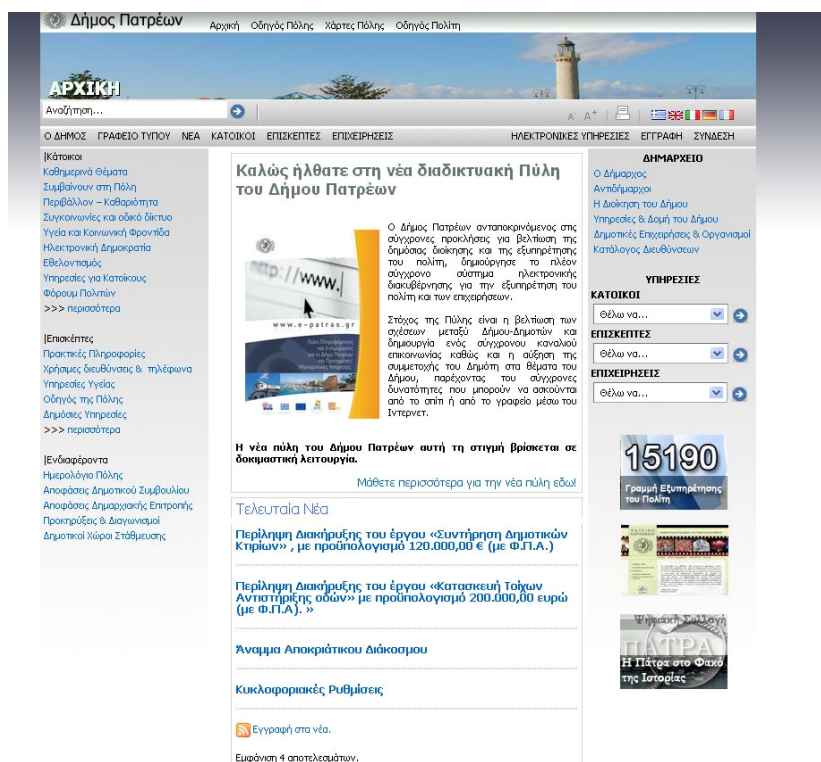 Δήμος Πατρέων
Αρχική Οδηγός Πόλης Χάρτες Πόλης Οδηγός Πολίτη
ΑΡΧΙΚΗ
Αναζήτηση...
A A+
Ο ΔΗΜΟΣ ΓΡΑΦΕΙΟ ΤΥΠΟΥ ΝΕΑ ΚΑΤΟΙΚΟΙ ΕΠΙΣΚΕΠΤΕΣ ΕΠΙΧΕΙΡΗΣΕΙΣ ΗΛΕΚΤΡΟΝΙΚΕΣ ΥΠΗΡΕΣΙΕΣ ΕΓΓΡΑΦΗ ΣΥΝΔΕΣΗ
|Κάτοικοι
Καθημερινά Θέματα
Συμβαίνουν στη Πόλη
Περιβάλλον – Καθαριότητα
Συγκοινωνίες και οδικό δίκτυο
Υγεία και Κοινωνική Φροντίδα
Ηλεκτρονική Δημοκρατία
Εθελοντισμός
Υπηρεσίες για Κατοίκους
Φόρουμ Πολιτών
>>> περισσότερα
|Επισκέπτες
Πρακτικές Πληροφορίες
Χρήσιμες διευθύνσεις & τηλέφωνα
Υπηρεσίες Υγείας
Οδηγός της Πόλης
Δημόσιες Υπηρεσίες
>>> περισσότερα
|Ενδιαφέροντα
Ημερολόγιο Πόλης
Αποφάσεις Δημοτικού Συμβουλίου
Αποφάσεις Δημαρχιακής Επιτροπής
Προκηρύξεις & Διαγωνισμοί
Δημοτικοί Χώροι Στάθμευσης
Καλώς ήλθατε στη νέα διαδικτυακή Πύλη
του Δήμου Πατρέων
http://www.
www.e-patras.gr
Ο Δήμος Πατρέων ανταποκρινόμενος στις
σύγχρονες προκλήσεις για βελτίωση της
δημόσιας διοίκησης και της εξυπηρέτησης
του πολίτη, δημιούργησε το πλέον
σύγχρονο σύστημα ηλεκτρονικής
διακυβέρνησης για την εξυπηρέτηση του
πολίτη και των επιχειρήσεων.
Στόχος της Πύλης είναι η βελτίωση των
σχέσεων μεταξύ Δήμου-Δημοτών και
δημιουργία ενός σύγχρονου καναλιού
επικοινωνίας καθώς και η αύξηση της
συμμετοχής του Δημότη στα θέματα του
Δήμου, παρέχοντας του σύγχρονες
δυνατότητες που μπορούν να ασκούνται
από το σπίτι ή από το γραφείο μέσω του
Ιντερνετ.
Η νέα πύλη του Δήμου Πατρέων αυτή τη στιγμή βρίσκεται σε
δοκιμαστική λειτουργία.
Μάθετε περισσότερα για την νέα πύλη εδω!
Τελευταία Νέα
Περίληψη Διακήρυξης του έργου «Συντήρηση Δημοτικών
Κτιρίων» , με προϋπολογισμό 120.000,00 € (με Φ.Π.Α.)
Περίληψη Διακήρυξης του έργου «Κατασκευή Τοίχων
Αντιστήριξης οδών» με προϋπολογισμό 200.000,00 ευρώ
(με Φ.Π.Α). »
Άναμμα Αποκριάτικου Διάκοσμου
Κυκλοφοριακές Ρυθμίσεις
Εγγραφή στα νέα.
Εμφάνιση 4 αποτελεσμάτων.
ΔΗΜΑΡΧΕΙΟ
Ο Δήμαρχος
Αντιδήμαρχοι
Η Διοίκηση του Δήμου
Υπηρεσίες & Δομή του Δήμου
Δημοτικές Επιχειρήσεις & Οργανισμοί
Κατάλογος Διευθύνσεων
ΥΠΗΡΕΣΙΕΣ
ΚΑΤΟΙΚΟΙ
Θέλω να...
ΕΠΙΣΚΕΠΤΕΣ
Θέλω να...
ΕΠΙΧΕΙΡΗΣΕΙΣ
Θέλω να...
15190
Γραμμή Εξυπηρέτησης
του Πολίτη
Ψηφιακή Συλλογή
ΠΑΤΡΑ
Η Πάτρα στο Φακό
της Ιστορίας